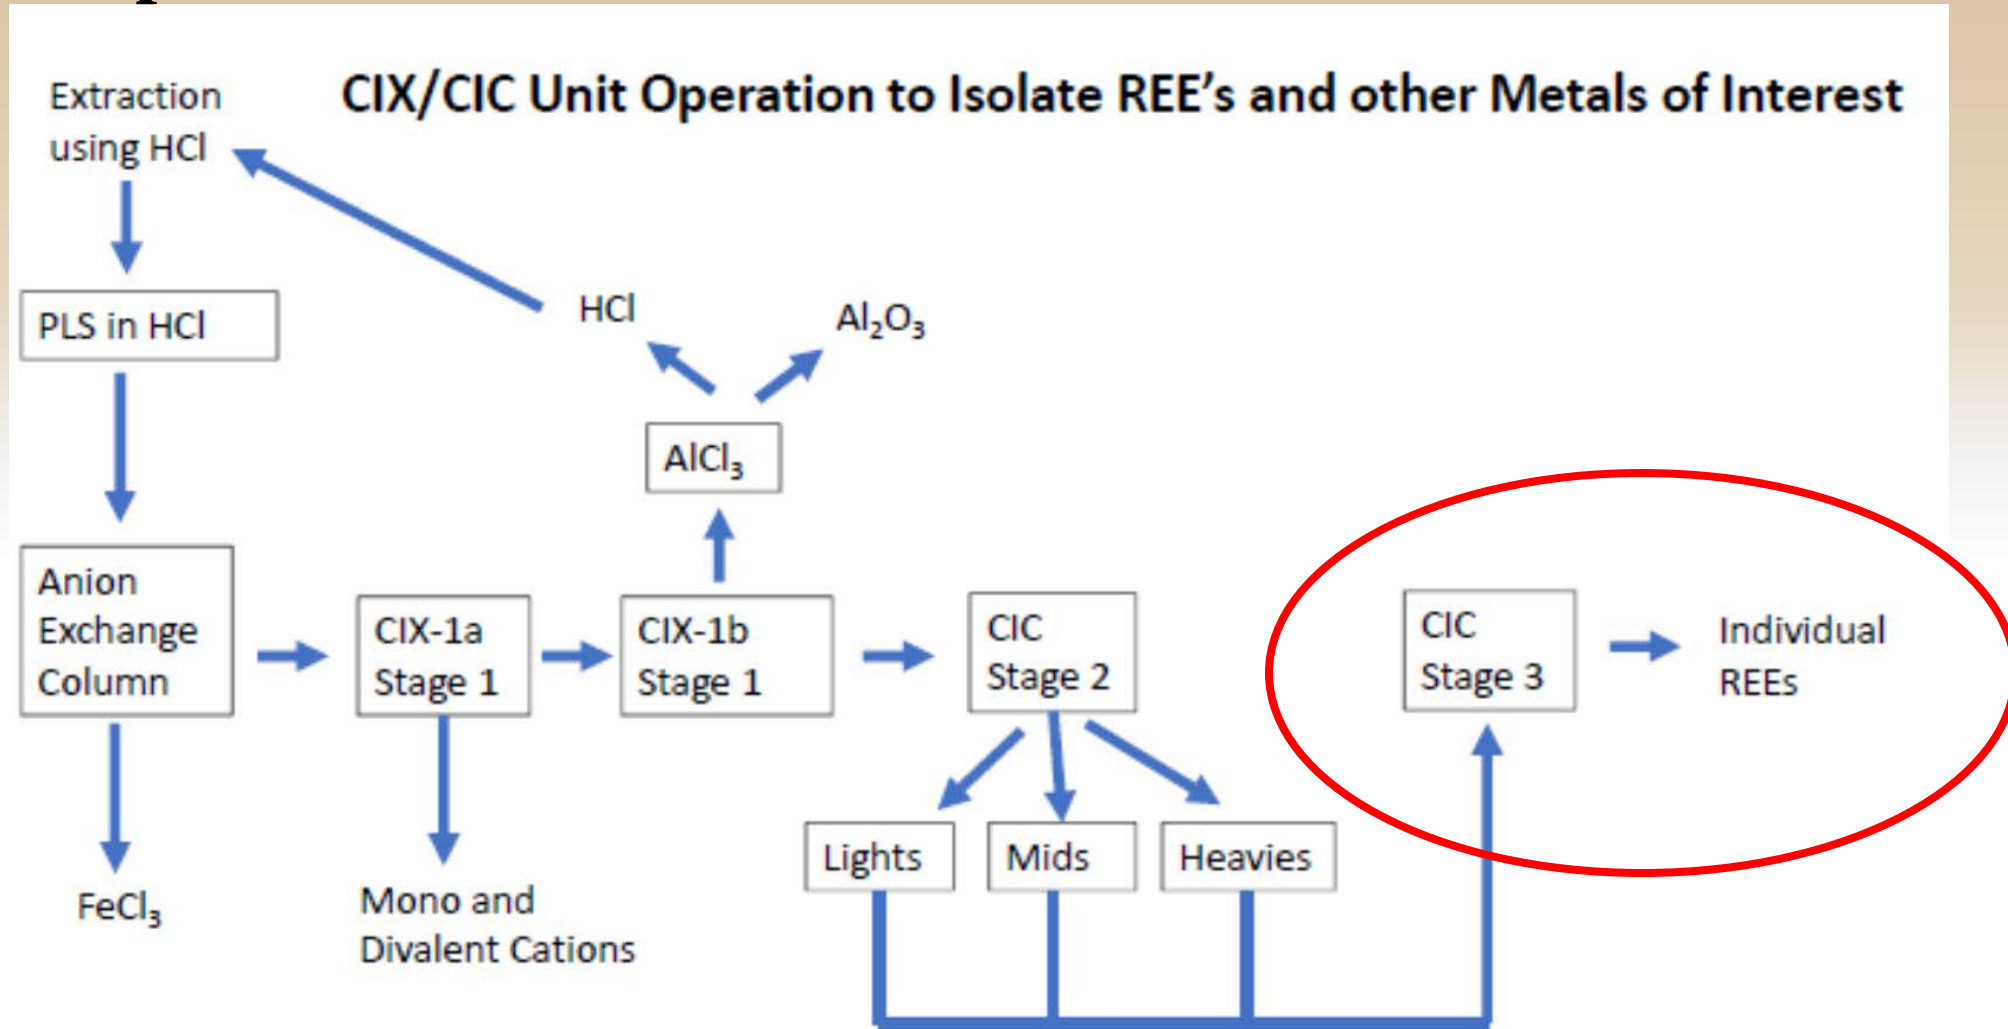 CIX/CIC Unit Operation to Isolate REE's and other Metals of Interest
Extraction
using HCl
PLS in HCl
HCl
Al₂O₃
AlCl₃
Anion
Exchange
Column
CIX-1a
Stage 1
CIX-1b
Stage 1
CIC
Stage 2
CIC
Stage 3
Individual
REEs
Lights
Mids
Heavies
FeCl₃
Mono and
Divalent Cations